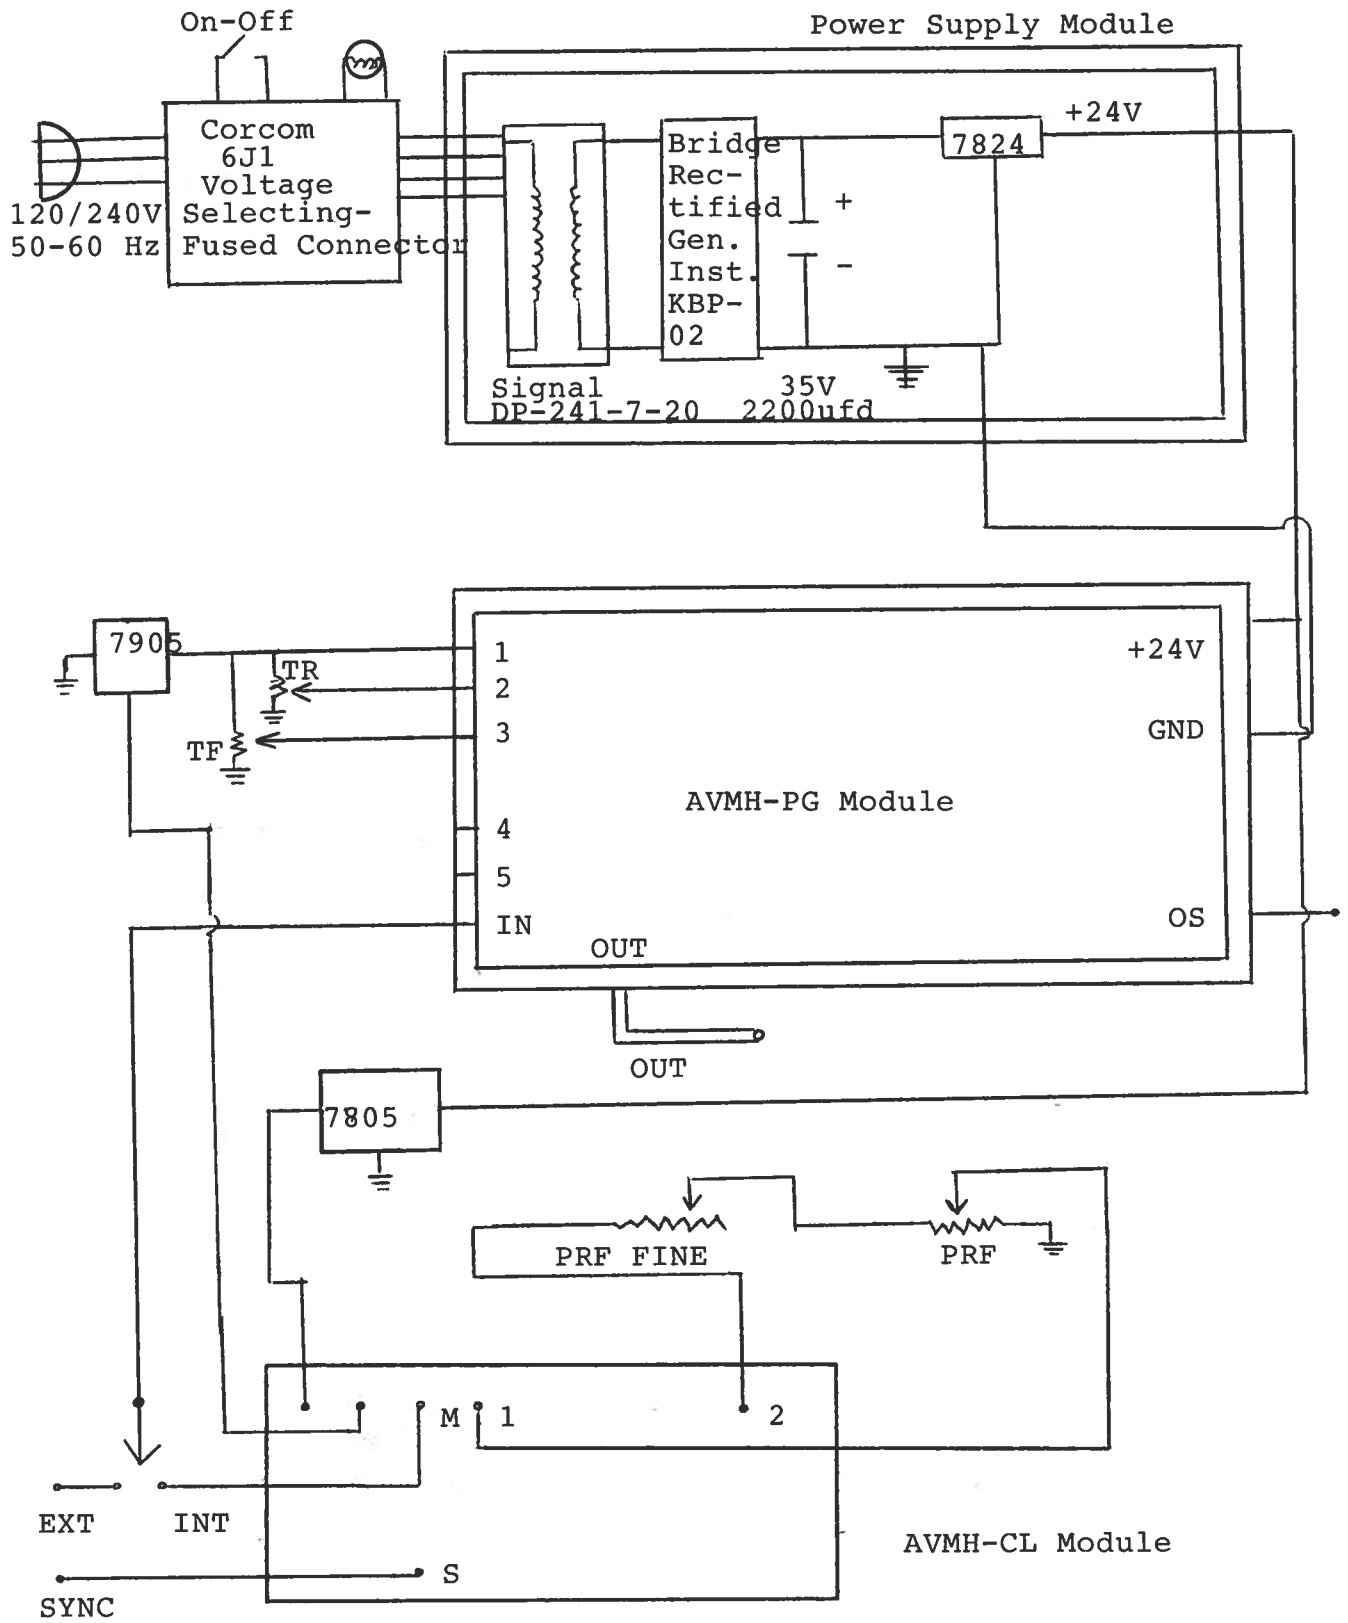 On-Off
Power Supply Module
Corcom
6J1
Voltage
Selecting-
Fused Connector
120/240V
50-60 Hz
Bridge
Rec-
tified
Gen.
Inst.
KBP-
02
+
-
7824
+24V
Signal
DP-241-7-20
35V
2200ufd
7905
TR
TF
1
2
3
4
5
IN
+24V
GND
OS
AVMH-PG Module
OUT
OUT
7805
PRF FINE
PRF
M
1
2
EXT
INT
S
SYNC
AVMH-CL Module